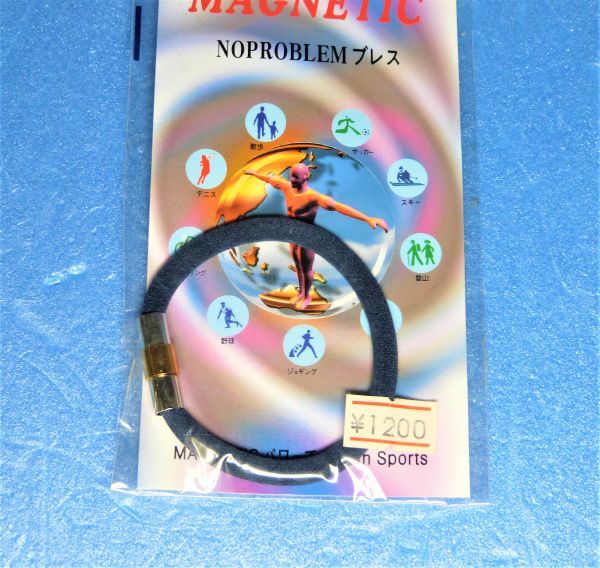 MAGNETIC
NOPROBLEMブレス
散歩
サッカー
テニス
スキー
登山
野球
ジョギング
¥1200
Sports